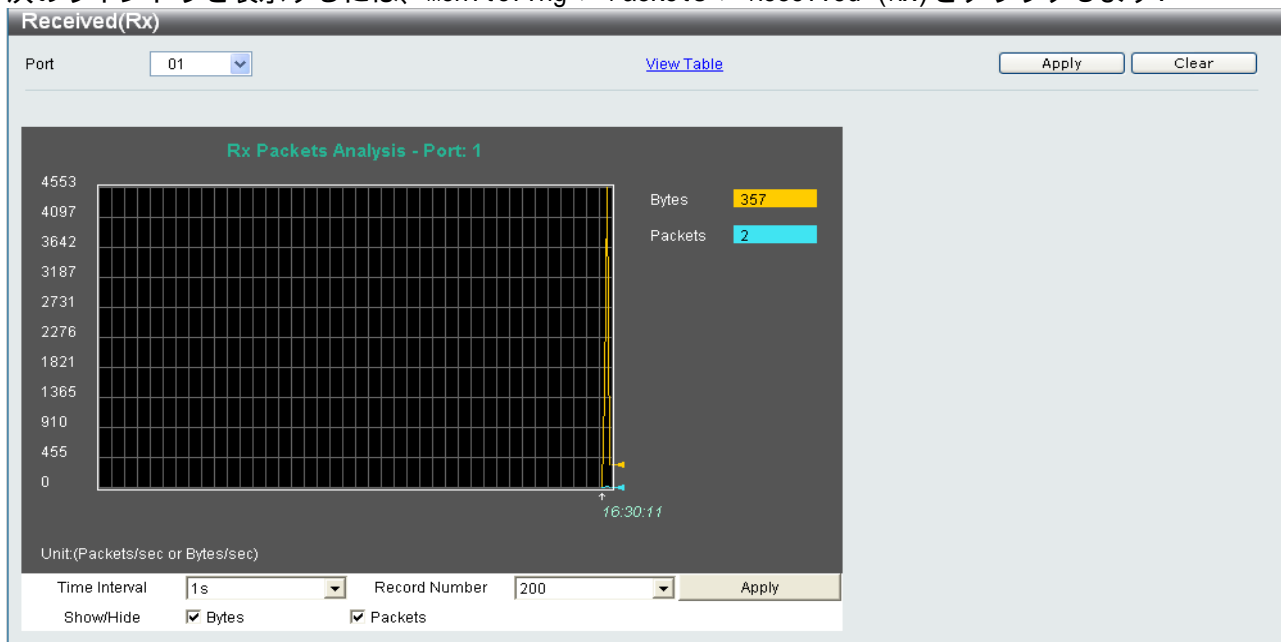 Received(Rx)
Port 01 View Table Apply Clear
Rx Packets Analysis - Port: 1
4553
4097
3642
3187
2731
2276
1821
1365
910
455
0
Bytes 357
Packets 2
16:30:11
Unit:(Packets/sec or Bytes/sec)
Time Interval 1s Record Number 200 Apply
Show/Hide Bytes Packets